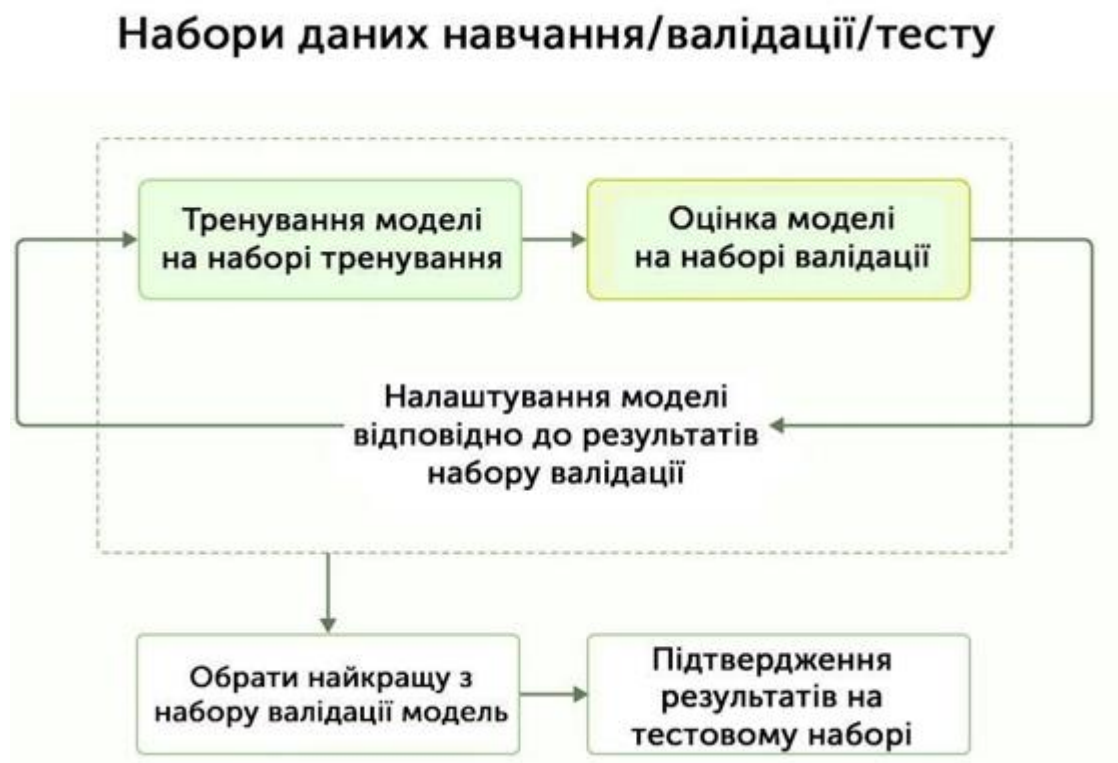 Набори даних навчання/валідації/тесту
Тренування моделі
на наборі тренування
Оцінка моделі
на наборі валідації
Налаштування моделі
відповідно до результатів
набору валідації
Обрати найкращу з
набору валідації модель
Підтвердження
результатів на
тестовому наборі